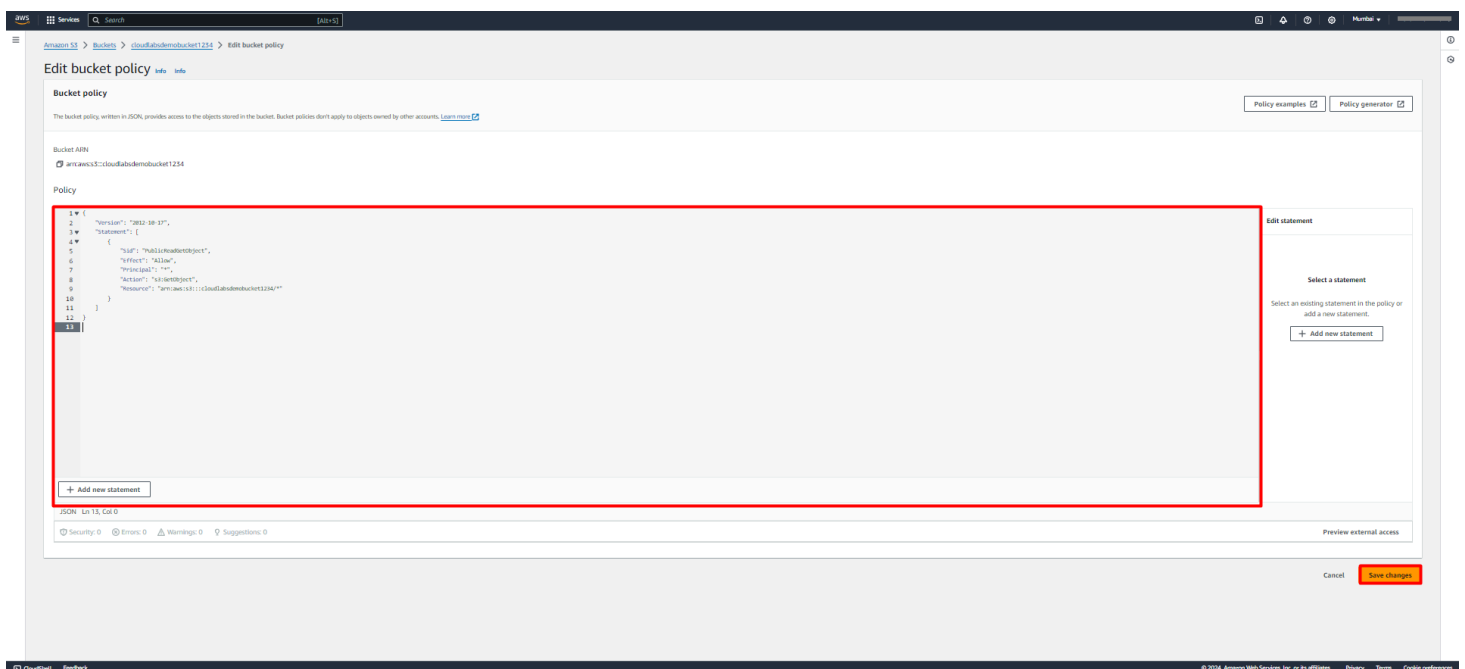 aws Services Search [Alt+S] Mumbai
Amazon S3 > Buckets > cloudlabsdemobucket1234 > Edit bucket policy
Edit bucket policy Info Info
Bucket policy
Policy examples Policy generator
The bucket policy, written in JSON, provides access to the objects stored in the bucket. Bucket policies don't apply to objects owned by other accounts. Learn more
Bucket ARN
arn:aws:s3:::cloudlabsdemobucket1234
Policy
1 {
2 "Version": "2012-10-17",
3 "Statement": [
4 {
5 "Sid": "PublicReadGetObject",
6 "Effect": "Allow",
7 "Principal": "*",
8 "Action": "s3:GetObject",
9 "Resource": "arn:aws:s3:::cloudlabsdemobucket1234/*"
10 }
11 ]
12 }
13
Edit statement
Select a statement
Select an existing statement in the policy or
add a new statement.
+ Add new statement
+ Add new statement
JSON Ln 13, Col 0
Security: 0 Errors: 0 Warnings: 0 Suggestions: 0
Preview external access
Cancel Save changes
CloudShell Feedback © 2024, Amazon Web Services, Inc. or its affiliates. Privacy Terms Cookie preferences